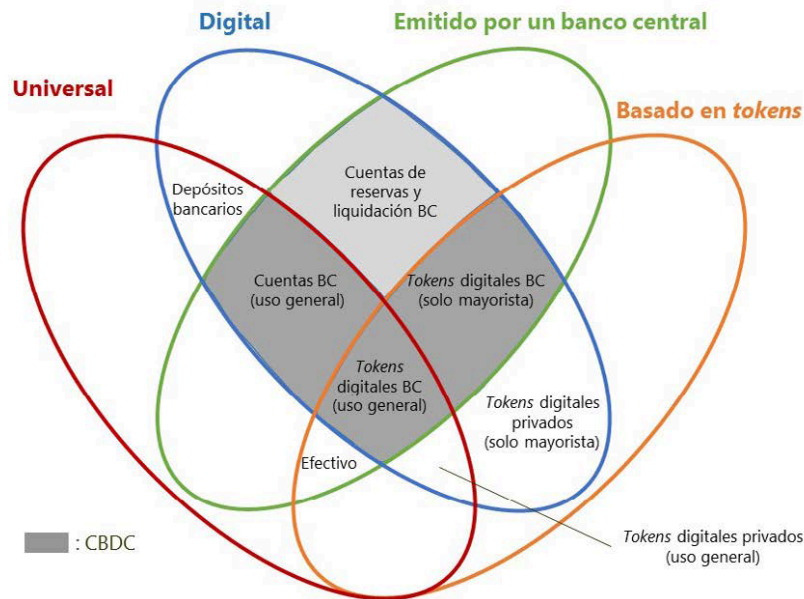 Digital
Emitido por un banco central
Universal
Basado en tokens
Depósitos
bancarios
Cuentas de
reservas y
liquidación BC
Cuentas BC
(uso general)
Tokens digitales BC
(solo mayorista)
Tokens
digitales BC
(uso general)
Tokens digitales
privados
(solo mayorista)
Efectivo
Tokens digitales privados
(uso general)
: CBDC